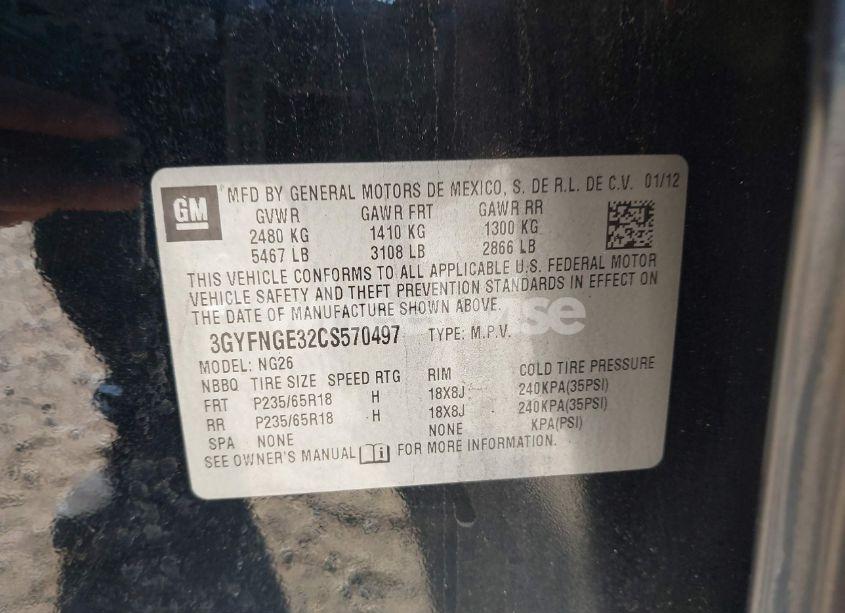 GM MFD BY GENERAL MOTORS DE MEXICO, S. DE R.L. DE C.V. 01/12
GVWR GAWR FRT GAWR RR
2480 KG 1410 KG 1300 KG
5467 LB 3108 LB 2866 LB
THIS VEHICLE CONFORMS TO ALL APPLICABLE U.S. FEDERAL MOTOR
VEHICLE SAFETY AND THEFT PREVENTION STANDARDS IN EFFECT ON
THE DATE OF MANUFACTURE SHOWN ABOVE.
3GYFNGE32CS570497 TYPE: M.P.V.
MODEL: NG26
NBBQ TIRE SIZE SPEED RTG RIM COLD TIRE PRESSURE
FRT P235/65R18 H 18X8J 240KPA(35PSI)
RR P235/65R18 H 18X8J 240KPA(35PSI)
SPA NONE NONE KPA(PSI)
SEE OWNER'S MANUAL FOR MORE INFORMATION.